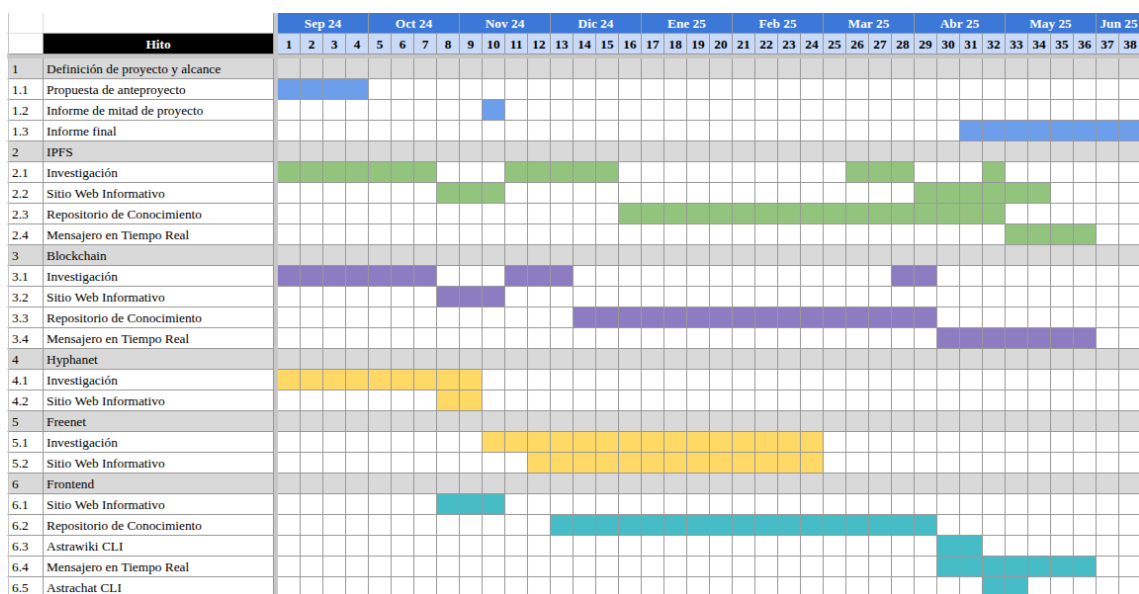 Sep 24 Oct 24 Nov 24 Dic 24 Ene 25 Feb 25 Mar 25 Abr 25 May 25 Jun 25
Hito 1 2 3 4 5 6 7 8 9 10 11 12 13 14 15 16 17 18 19 20 21 22 23 24 25 26 27 28 29 30 31 32 33 34 35 36 37 38
1 Definición de proyecto y alcance
1.1 Propuesta de anteproyecto
1.2 Informe de mitad de proyecto
1.3 Informe final
2 IPFS
2.1 Investigación
2.2 Sitio Web Informativo
2.3 Repositorio de Conocimiento
2.4 Mensajero en Tiempo Real
3 Blockchain
3.1 Investigación
3.2 Sitio Web Informativo
3.3 Repositorio de Conocimiento
3.4 Mensajero en Tiempo Real
4 Hyphanet
4.1 Investigación
4.2 Sitio Web Informativo
5 Freenet
5.1 Investigación
5.2 Sitio Web Informativo
6 Frontend
6.1 Sitio Web Informativo
6.2 Repositorio de Conocimiento
6.3 Astrawiki CLI
6.4 Mensajero en Tiempo Real
6.5 Astrachat CLI